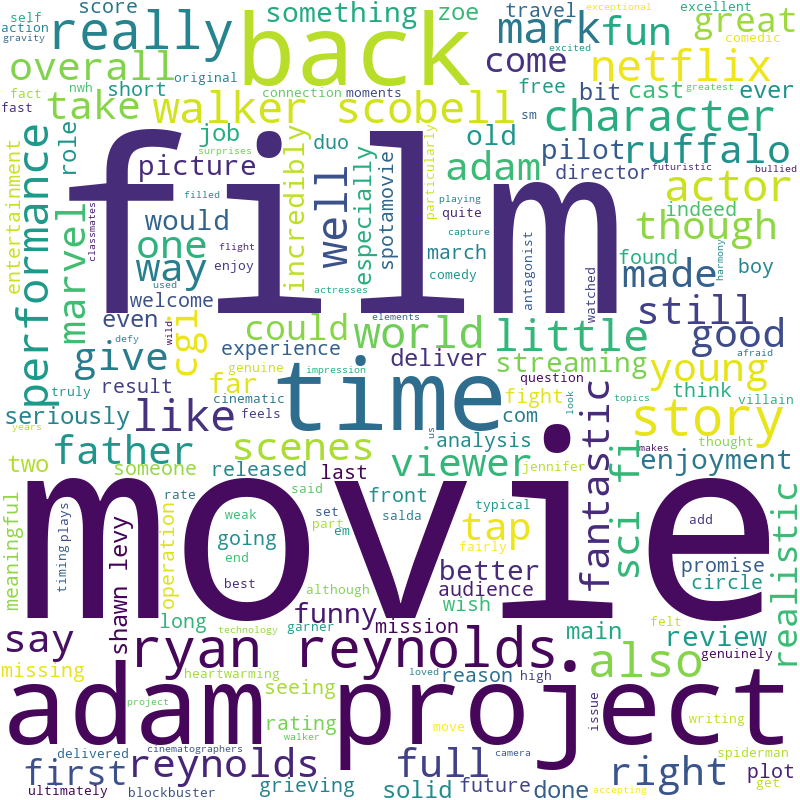 score
self
action
gravity
really
back
something
zoe
travel
exceptional
excited
mark
fun
excellent
comedic
great
overall
original
come
netflix
fact
nwh
short
connection
moments
free
bit
cast
ever
greatest
fast
take
walker scobell
sm
character
surprises
job
duo
old
role
picture
adam
pilot
ruffalo
futuristic
bullied
director
entertainment
performance
marvel
classmates
film
filled
playing
quite
incredibly
well
especially
spotamovie
particularly
would
one
way
flight
capture
march
comedy
actor
indeed
though
antagonist
found
boy
harmony
welcome
enjoy
used
actresses
watched
made
even
defy
wild
elements
still
good
cgi
could
world
little
give
experience
deliver
streaming
afraid
truly
genuine
impression
question
result
far
cinematic
feels
time
fight
look
topics
think
villain
young
seriously
like
com
story
years
father
scenes
us
analysis
fantastic
makes
thought
two
someone
released
last
viewer
jennifer
sci fi
enjoyment
meaningful
rate
said
front
typical
realistic
timing
plays
operation
weak
set
salda
tap
add
movie
going
part
em
end
fairly
promise
best
better
circle
although
audience
shawn levy
long
funny
wish
technology
garner
mission
main
felt
review
say
ryan reynolds
genuinely
missing
heartwarming
loved
reason
high
also
seeing
issue
adam project
project
walker
rating
move
writing
delivered
cinematographers
camera
spiderman
first
reynolds
full
right
plot
ultimately
blockbuster
grieving
solid
future
done
accepting
get